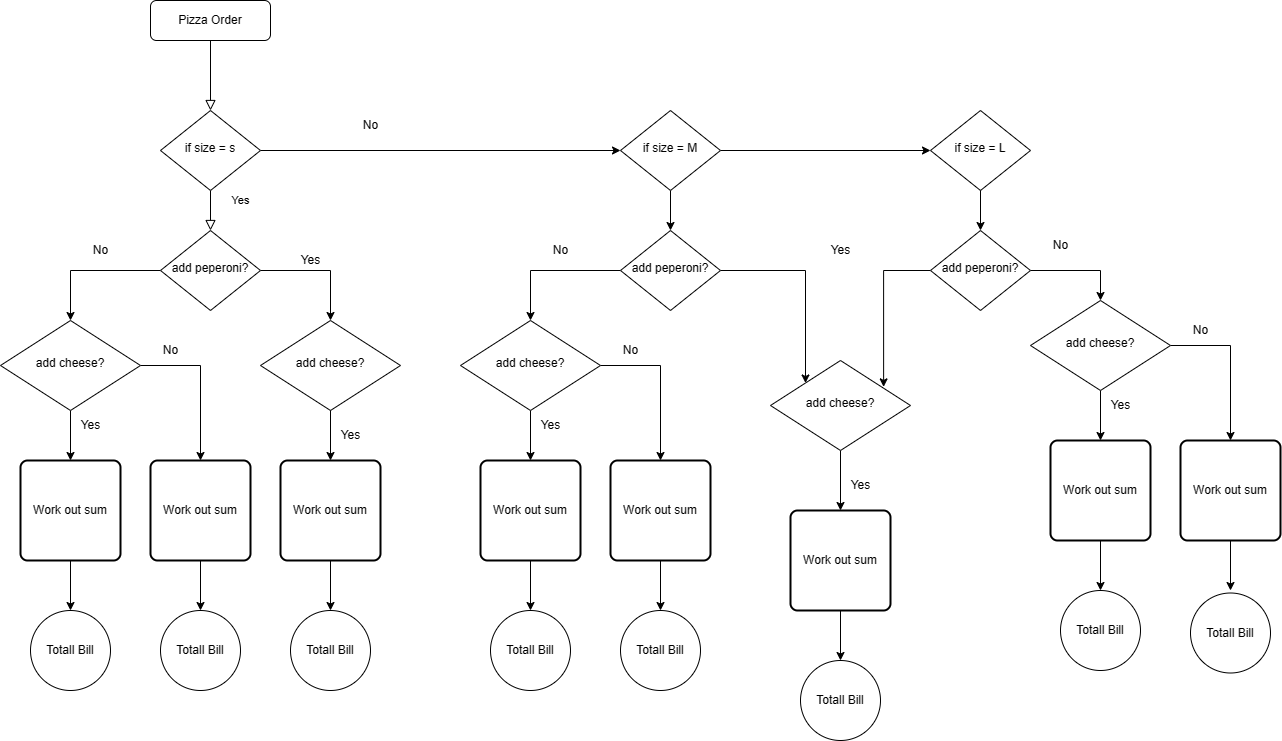 Pizza Order
No
if size = s
if size = M
if size = L
Yes
No
Yes
No
Yes
No
add peperoni?
add peperoni?
add peperoni?
add cheese?
No
add cheese?
add cheese?
No
add cheese?
add cheese?
No
Yes
Yes
Yes
Yes
Yes
Work out sum
Work out sum
Work out sum
Work out sum
Work out sum
Work out sum
Work out sum
Work out sum
Totall Bill
Totall Bill
Totall Bill
Totall Bill
Totall Bill
Totall Bill
Totall Bill
Totall Bill